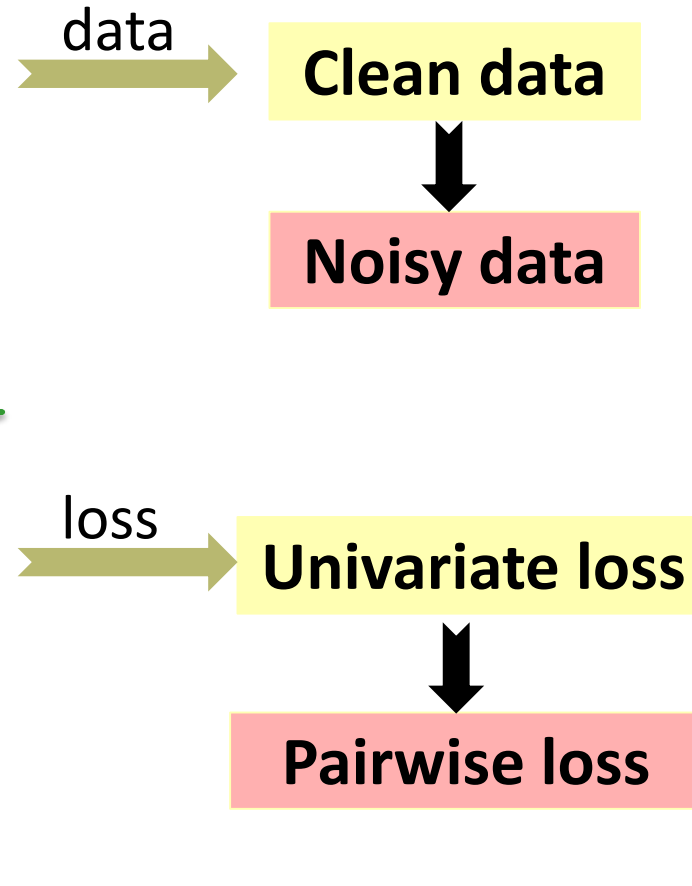 data
Clean data
Noisy data
loss
Univariate loss
Pairwise loss